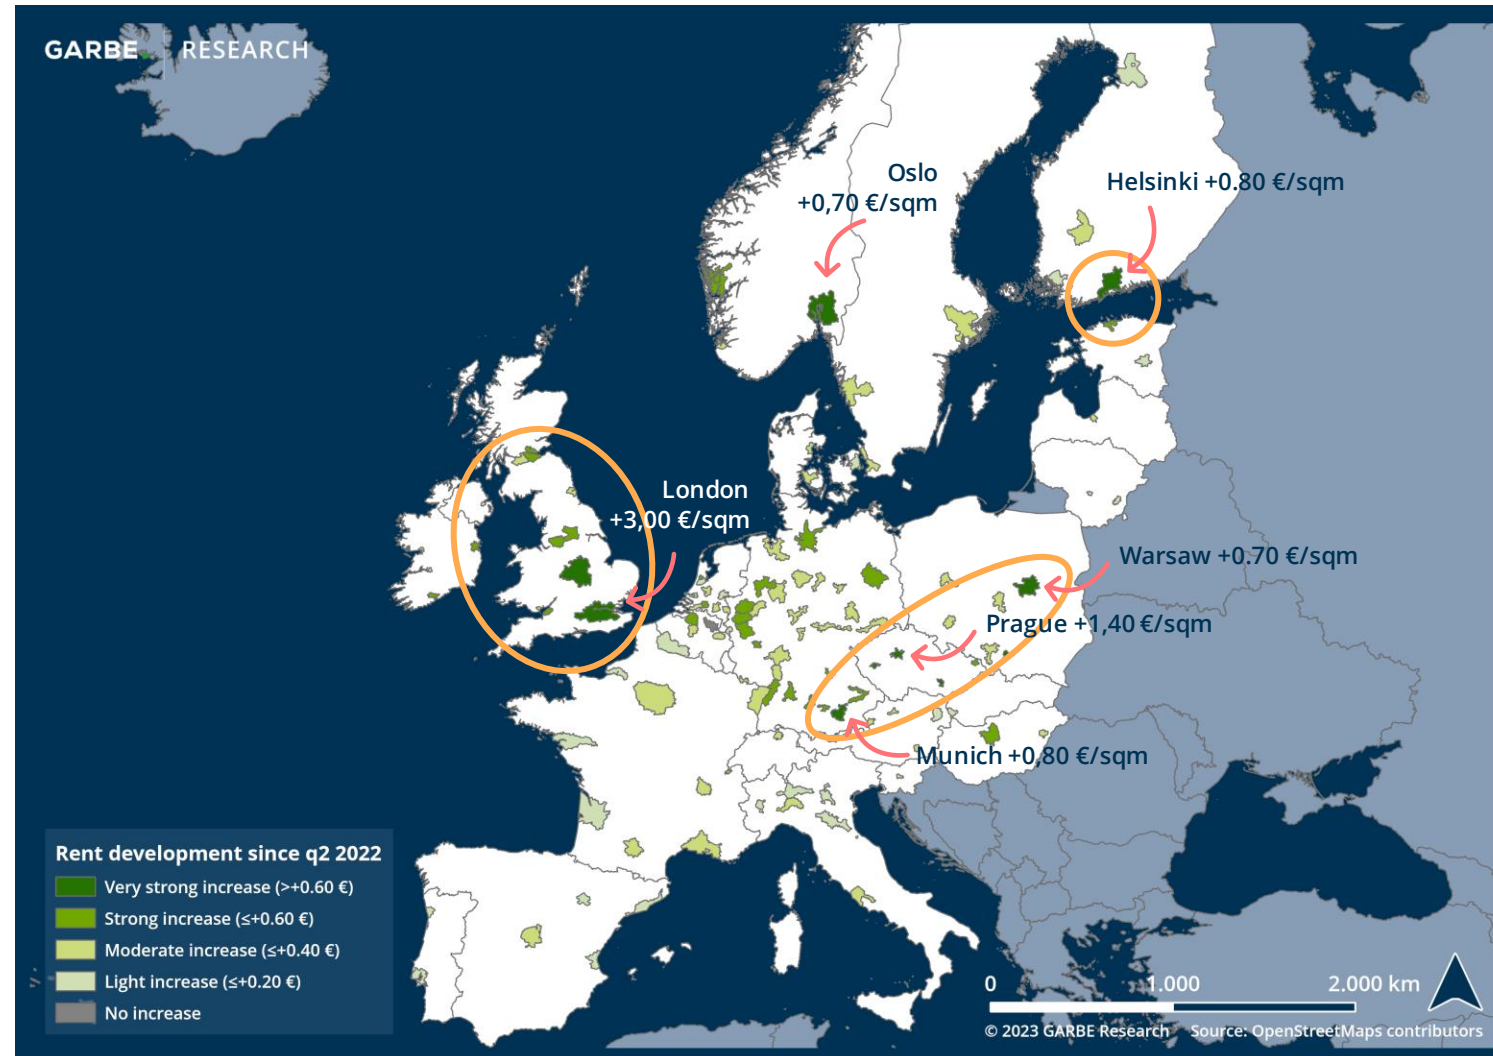 GARBE. RESEARCH
Oslo
+0,70 €/sqm
Helsinki +0.80 €/sqm
London
+3,00 €/sqm
Warsaw +0.70 €/sqm
Prague +1,40 €/sqm
Munich +0,80 €/sqm
Rent development since q2 2022
Very strong increase (>+0.60 €)
Strong increase (≤+0.60 €)
Moderate increase (≤+0.40 €)
Light increase (≤+0.20 €)
No increase
0 1.000 2.000 km
© 2023 GARBE Research Source: OpenStreetMaps contributors